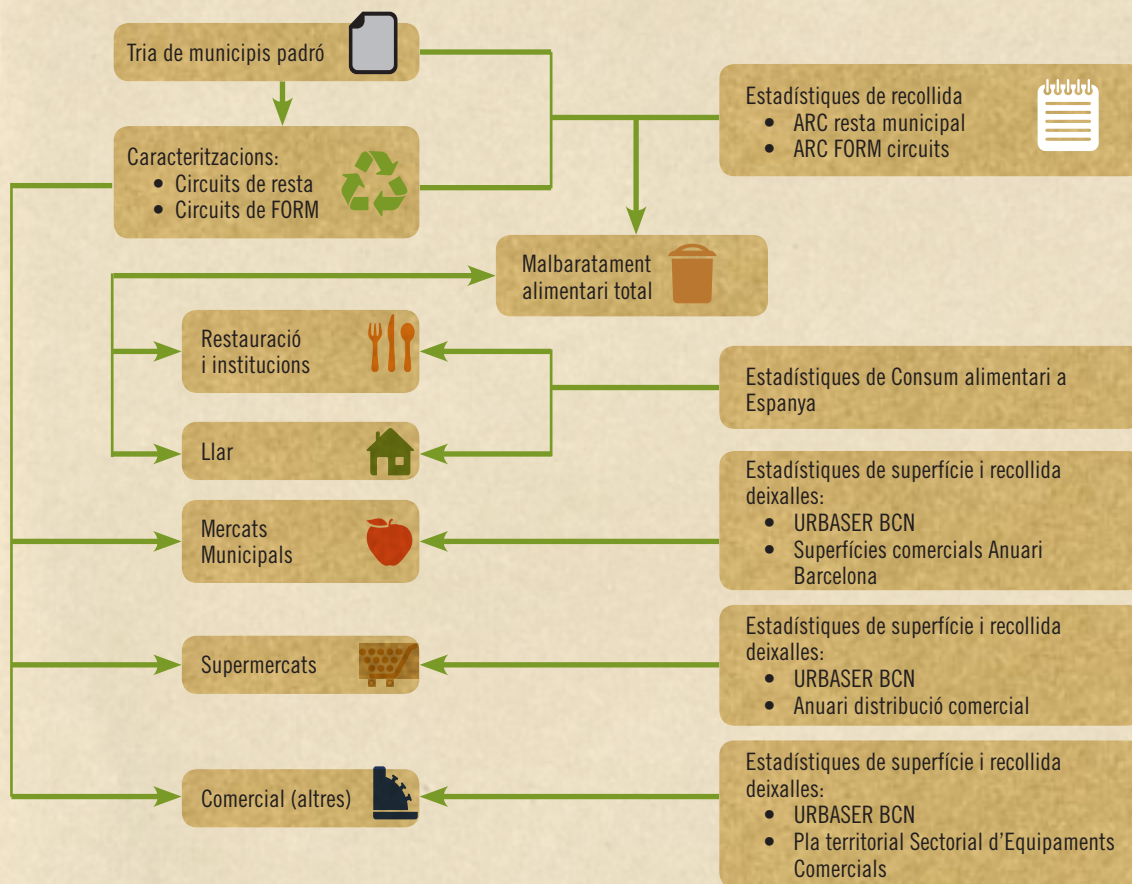 Tria de municipis padró
Caracteritzacions:
• Circuits de resta
• Circuits de FORM
Estadístiques de recollida
• ARC resta municipal
• ARC FORM circuits
Malbaratament
alimentari total
Restauració
i institucions
Estadístiques de Consum alimentari a
Espanya
Llar
Mercats
Municipals
Estadístiques de superfície i recollida
deixalles:
• URBASER BCN
• Superfícies comercials Anuari
Barcelona
Supermercats
Estadístiques de superfície i recollida
deixalles:
• URBASER BCN
• Anuari distribució comercial
Comercial (altres)
Estadístiques de superfície i recollida
deixalles:
• URBASER BCN
• Pla territorial Sectorial d’Equipaments
Comercials